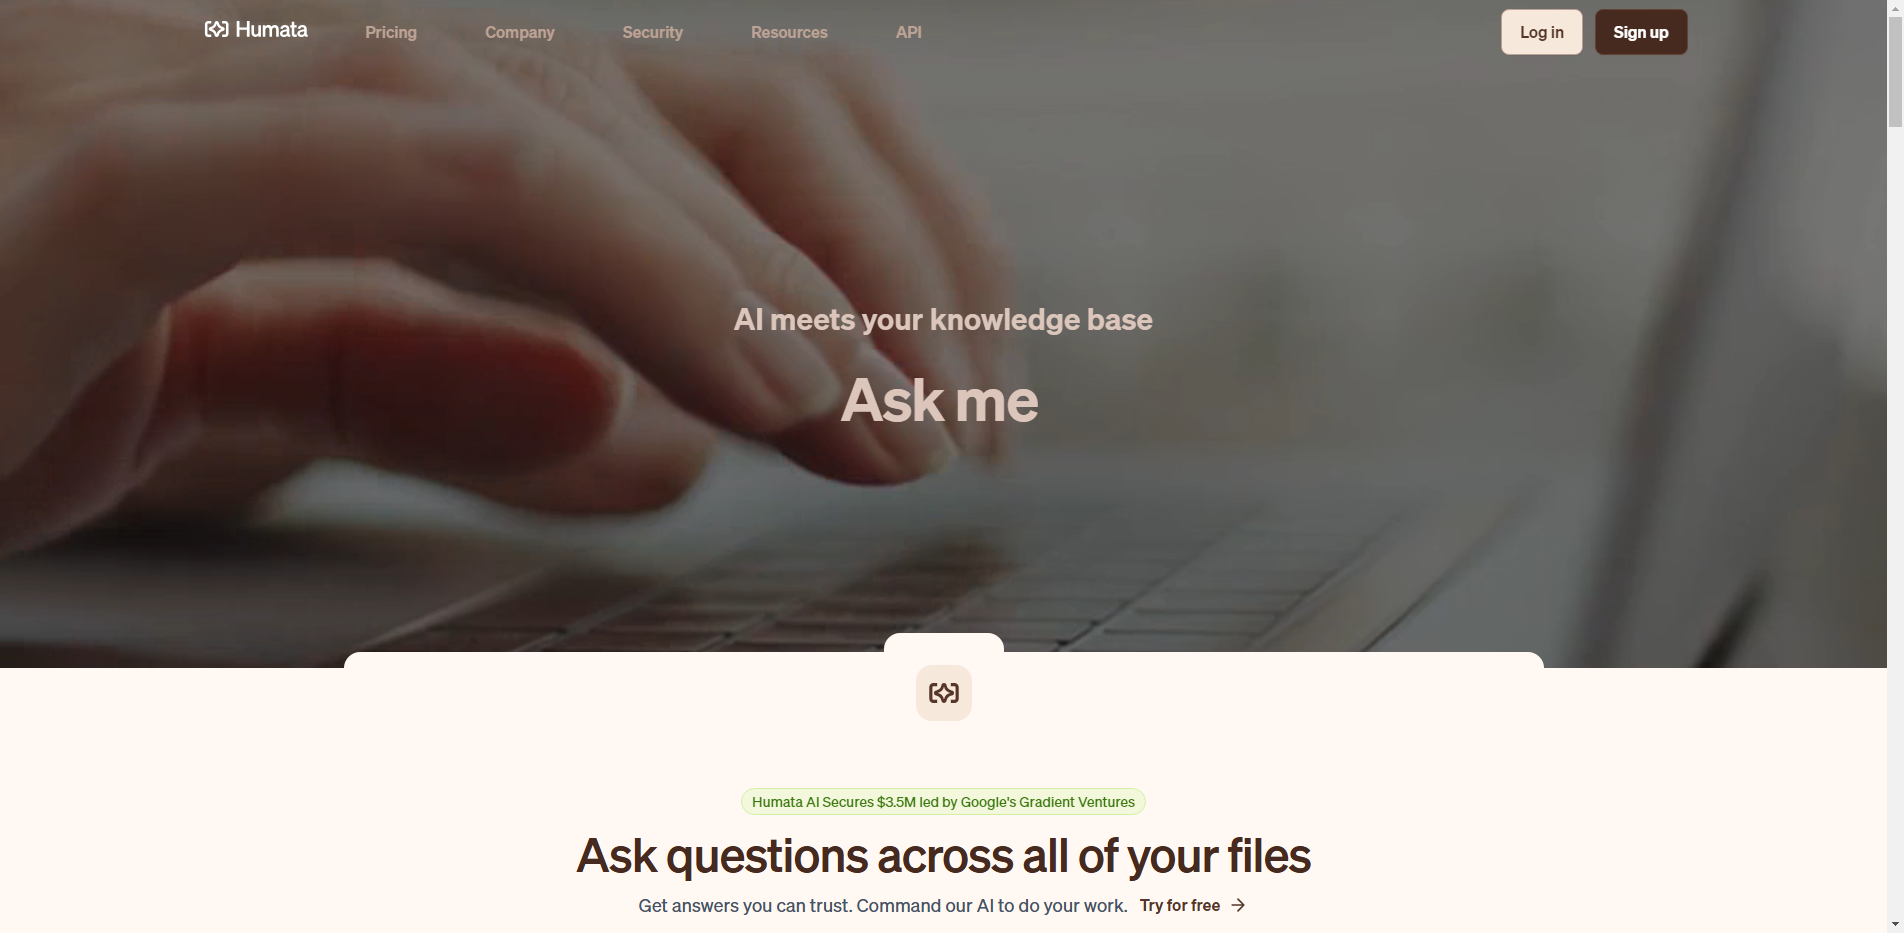 Humata
Pricing
Company
Security
Resources
API
Log in
Sign up
AI meets your knowledge base
Ask me
Humata AI Secures $3.5M led by Google's Gradient Ventures
Ask questions across all of your files
Get answers you can trust. Command our AI to do your work. Try for free